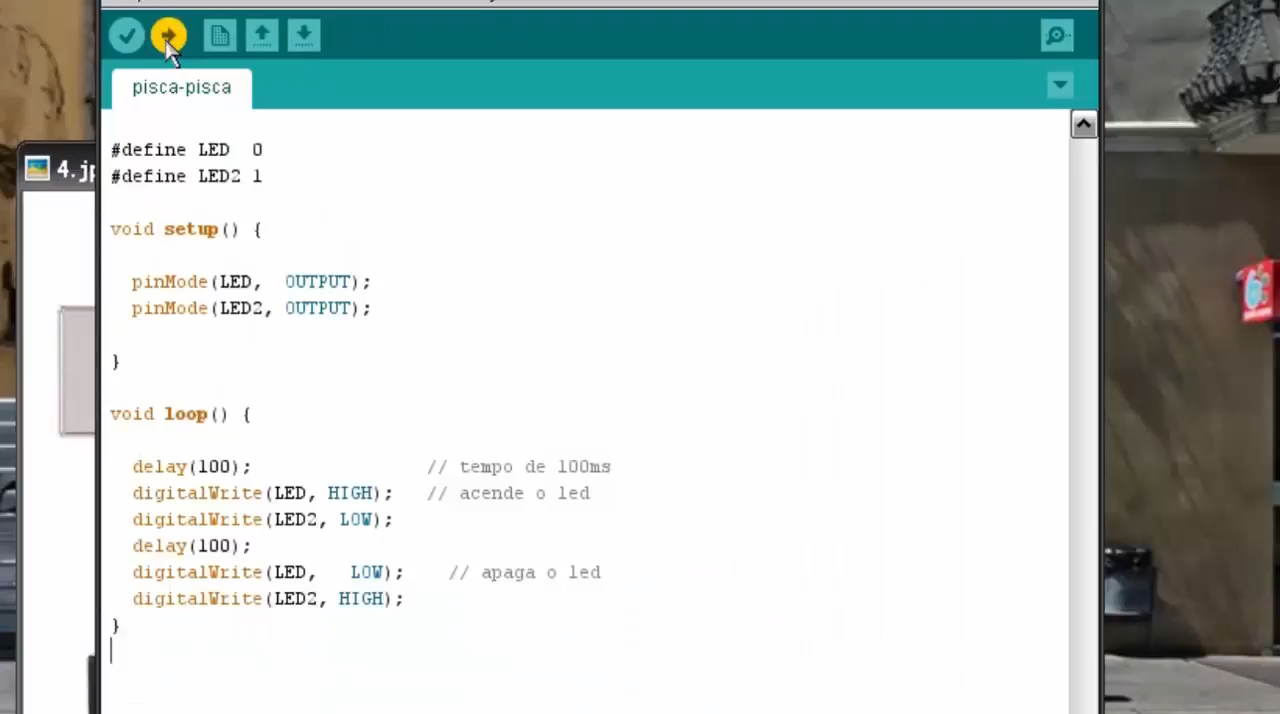 pisca-pisca
4.jp
#define LED  0
#define LED2 1
void setup() {
  pinMode(LED,  OUTPUT);
  pinMode(LED2, OUTPUT);
}
void loop() {
  delay(100);                // tempo de 100ms
  digitalWrite(LED, HIGH);   // acende o led
  digitalWrite(LED2, LOW);
  delay(100);
  digitalWrite(LED,   LOW);    // apaga o led
  digitalWrite(LED2, HIGH);
}